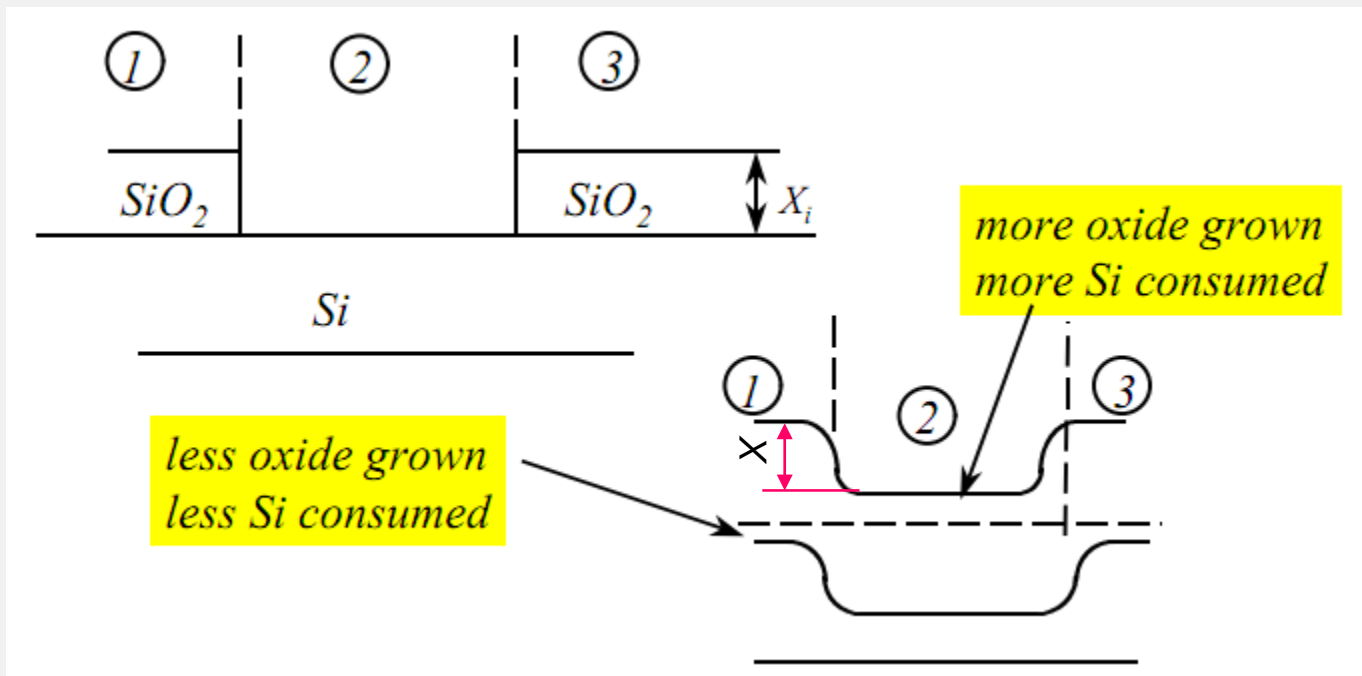 1 2 3
SiO2 SiO2 Xi
Si
more oxide grown
more Si consumed
1 2 3
X
less oxide grown
less Si consumed